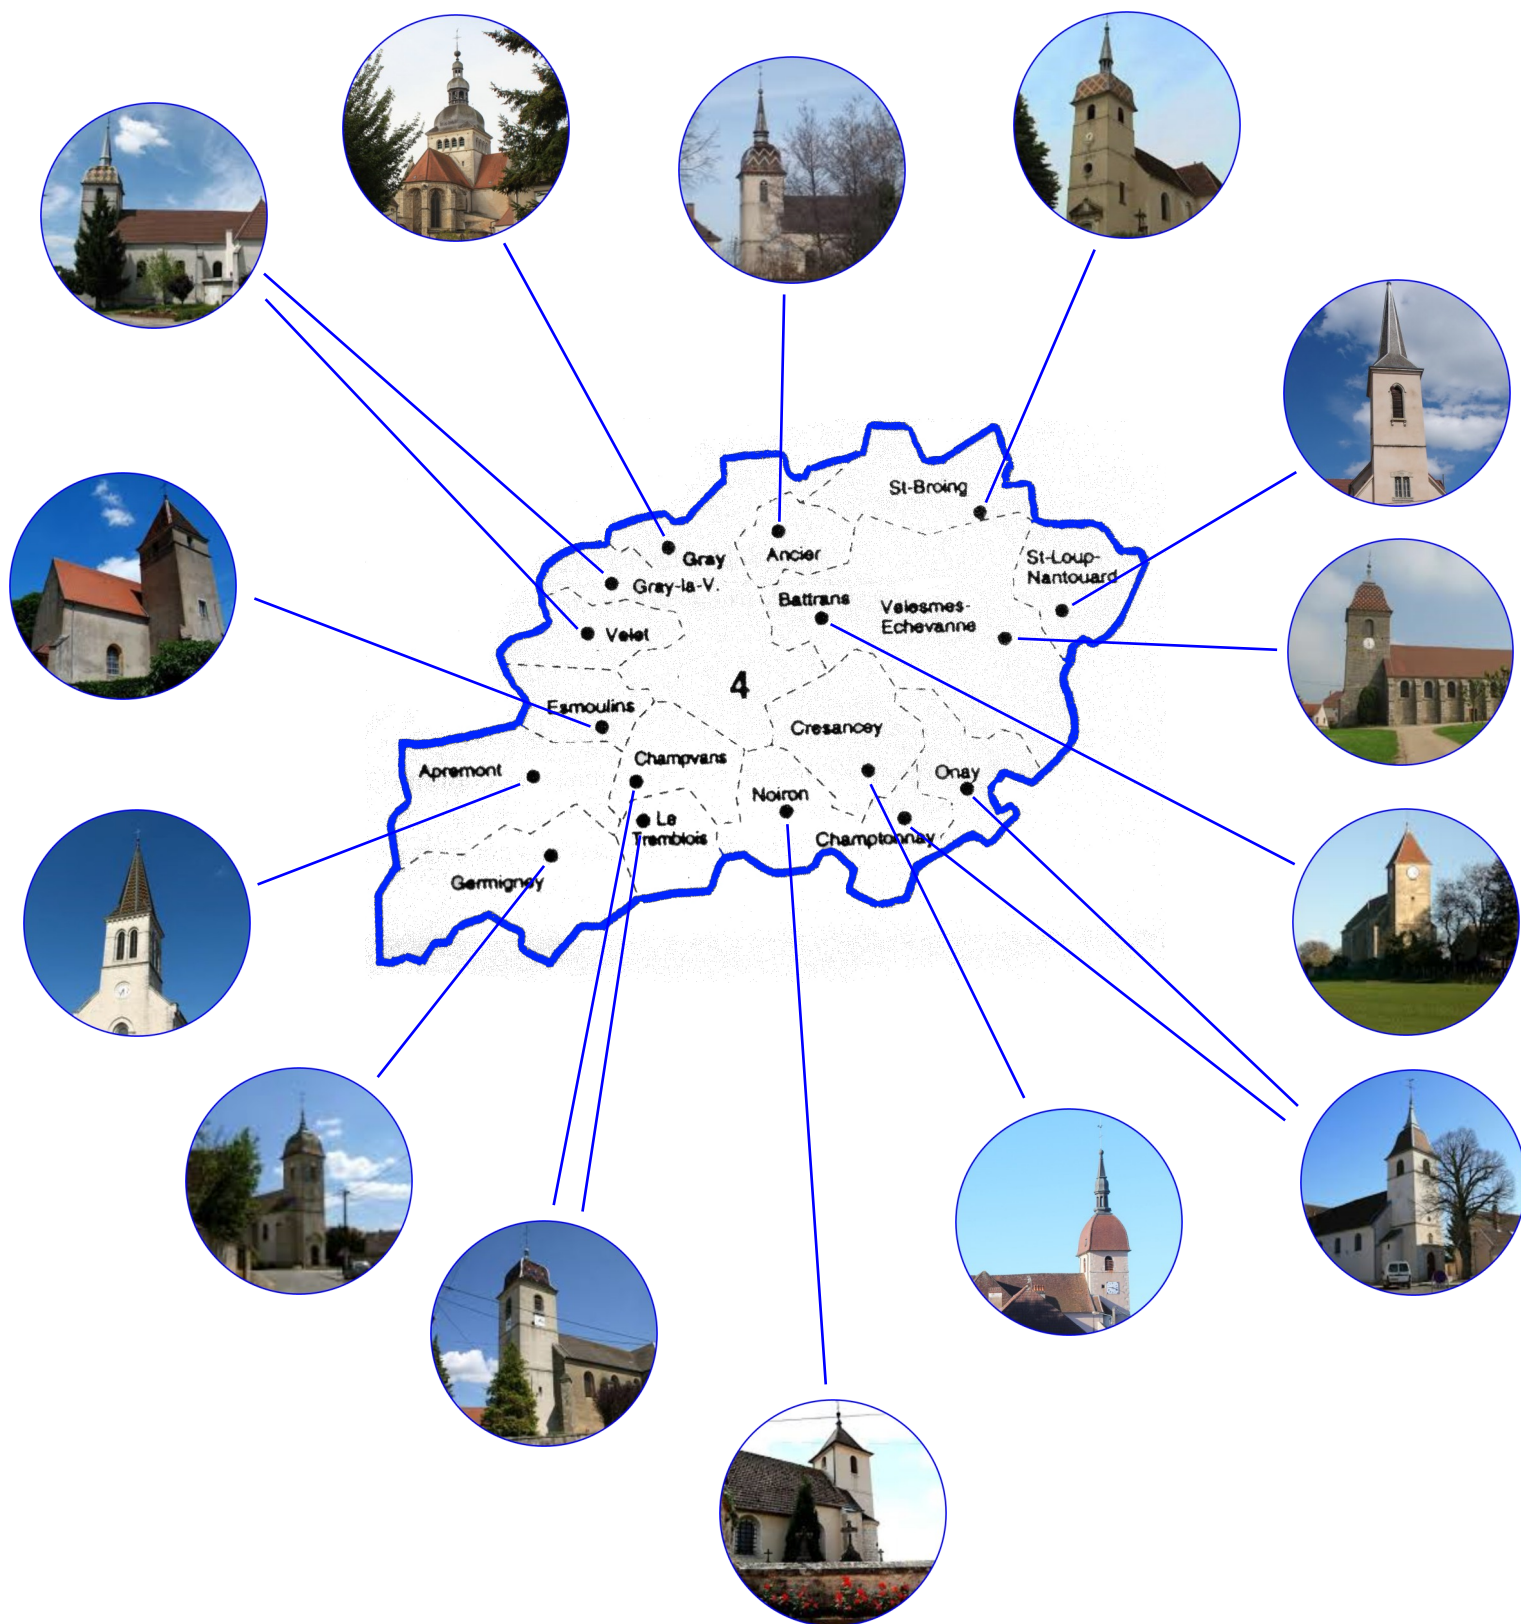 St-Broing
Gray
Ancier
St-Loup-
Nantouard
Gray-la-V.
Battrans
Velesmes-
Echevanne
Velet
4
Esmoulins
Cresancey
Champvans
Apremont
Onay
Noiron
Le
Tremblois
Champtonnay
Germigney